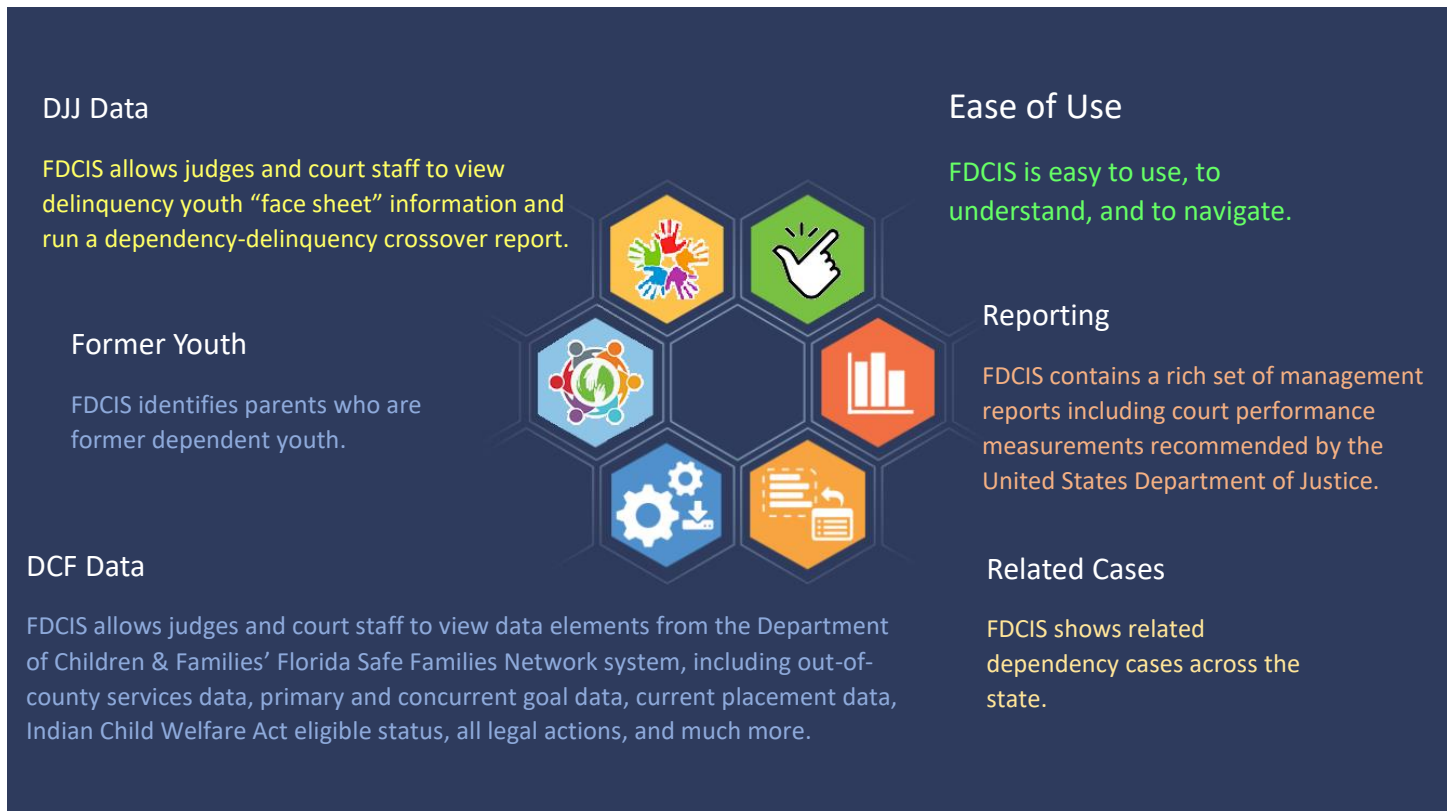 DJJ Data
FDCIS allows judges and court staff to view
delinquency youth “face sheet” information and
run a dependency-delinquency crossover report.
Former Youth
FDCIS identifies parents who are
former dependent youth.
DCF Data
FDCIS allows judges and court staff to view data elements from the Department
of Children & Families’ Florida Safe Families Network system, including out-of-
county services data, primary and concurrent goal data, current placement data,
Indian Child Welfare Act eligible status, all legal actions, and much more.
Ease of Use
FDCIS is easy to use, to
understand, and to navigate.
Reporting
FDCIS contains a rich set of management
reports including court performance
measurements recommended by the
United States Department of Justice.
Related Cases
FDCIS shows related
dependency cases across the
state.